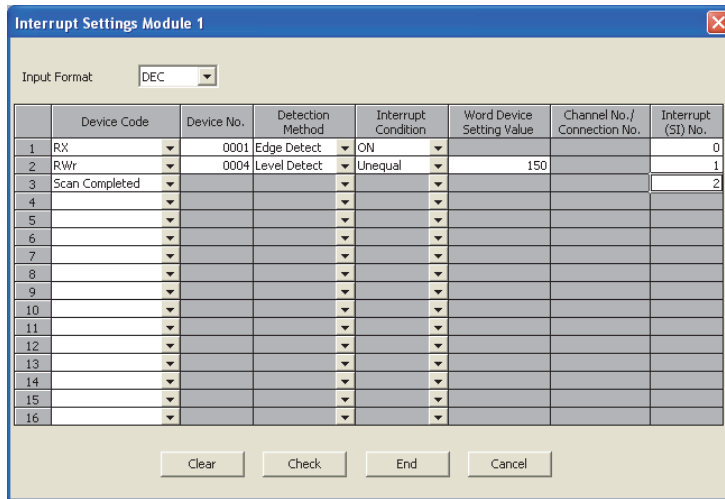 Interrupt Settings Module 1
Input Format DEC
Device Code Device No. Detection Method Interrupt Condition Word Device Setting Value Channel No./ Connection No. Interrupt (SI) No.
1 RX 0001 Edge Detect ON 0
2 RWr 0004 Level Detect Unequal 150 1
3 Scan Completed 2
4
5
6
7
8
9
10
11
12
13
14
15
16
Clear Check End Cancel